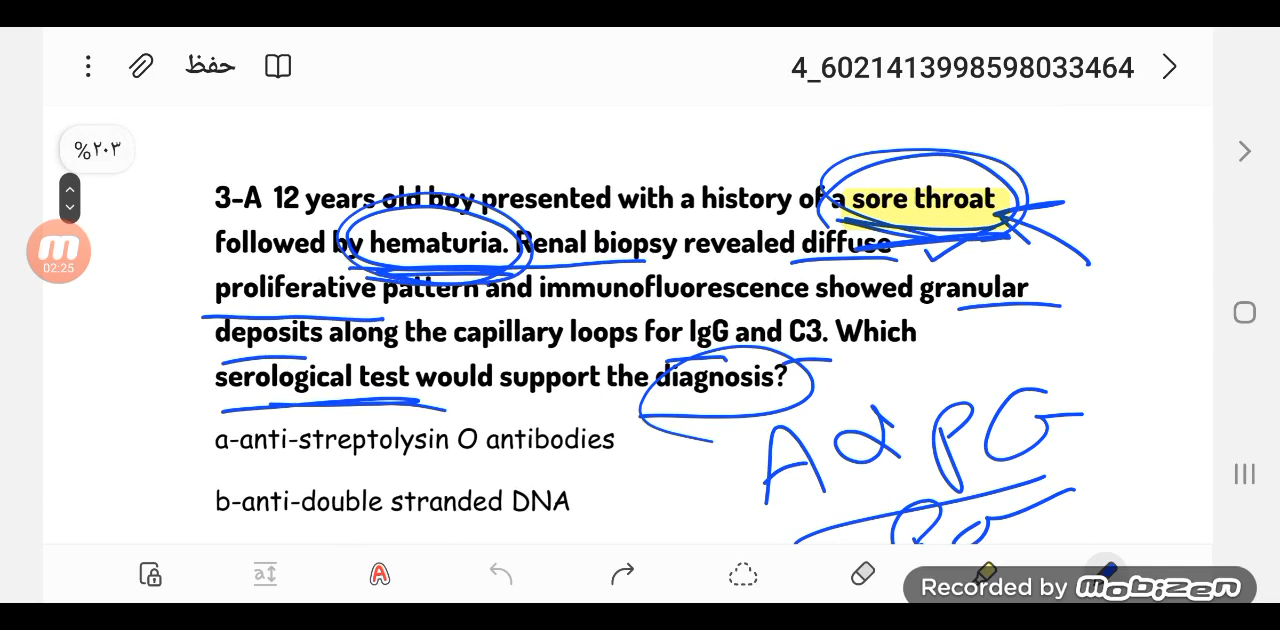 حفظ
4_6021413998598033464
%٢٠٣
02:25
3-A 12 years old boy presented with a history of a sore throat
followed by hematuria. Renal biopsy revealed diffuse
proliferative pattern and immunofluorescence showed granular
deposits along the capillary loops for IgG and C3. Which
serological test would support the diagnosis?
a-anti-streptolysin O antibodies
b-anti-double stranded DNA
Recorded by mobizen